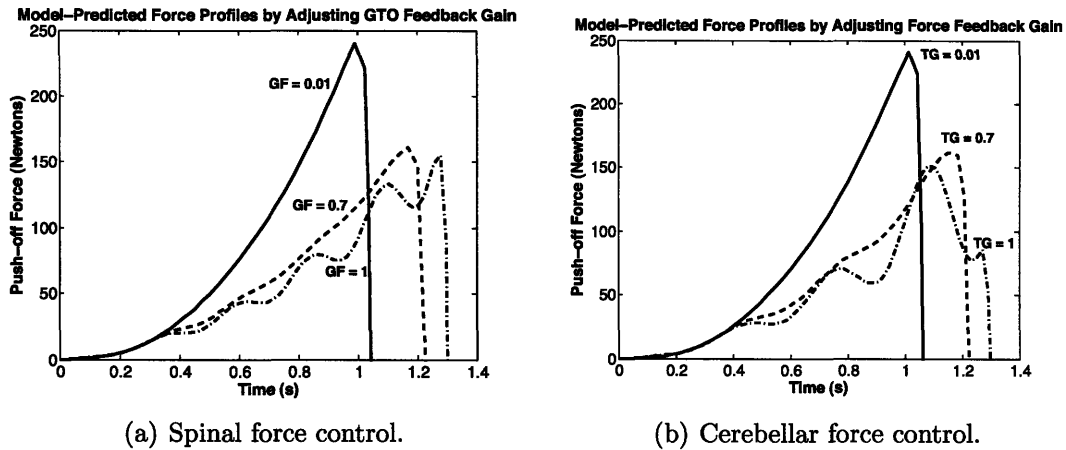 Model-Predicted Force Profiles by Adjusting GTO Feedback Gain
250
200
150
100
50
0
Push-off Force (Newtons)
GF = 0.01
GF = 0.7
GF = 1
0 0.2 0.4 0.6 0.8 1 1.2 1.4
Time (s)
(a) Spinal force control.
Model-Predicted Force Profiles by Adjusting Force Feedback Gain
250
200
150
100
50
0
Push-off Force (Newtons)
TG = 0.01
TG = 0.7
TG = 1
0 0.2 0.4 0.6 0.8 1 1.2 1.4
Time (s)
(b) Cerebellar force control.